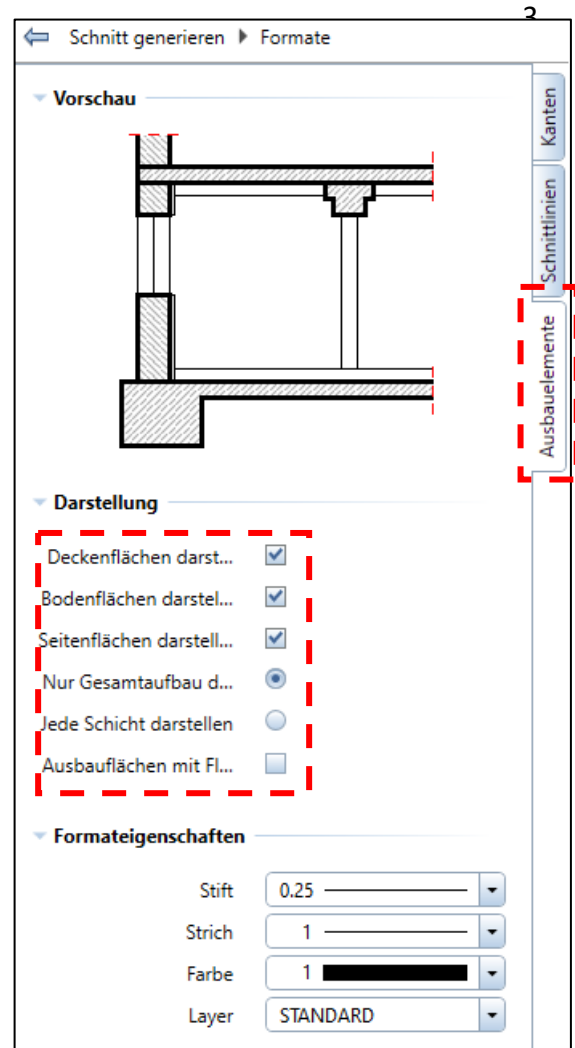 3
Schnitt generieren ▶ Formate
Vorschau
Kanten
Schnittlinien
Ausbauelemente
Darstellung
Deckenflächen darst...
Bodenflächen darstel...
Seitenflächen darstell...
Nur Gesamtaufbau d...
Jede Schicht darstellen
Ausbauflächen mit Fl...
Formateigenschaften
Stift 0.25
Strich 1
Farbe 1
Layer STANDARD